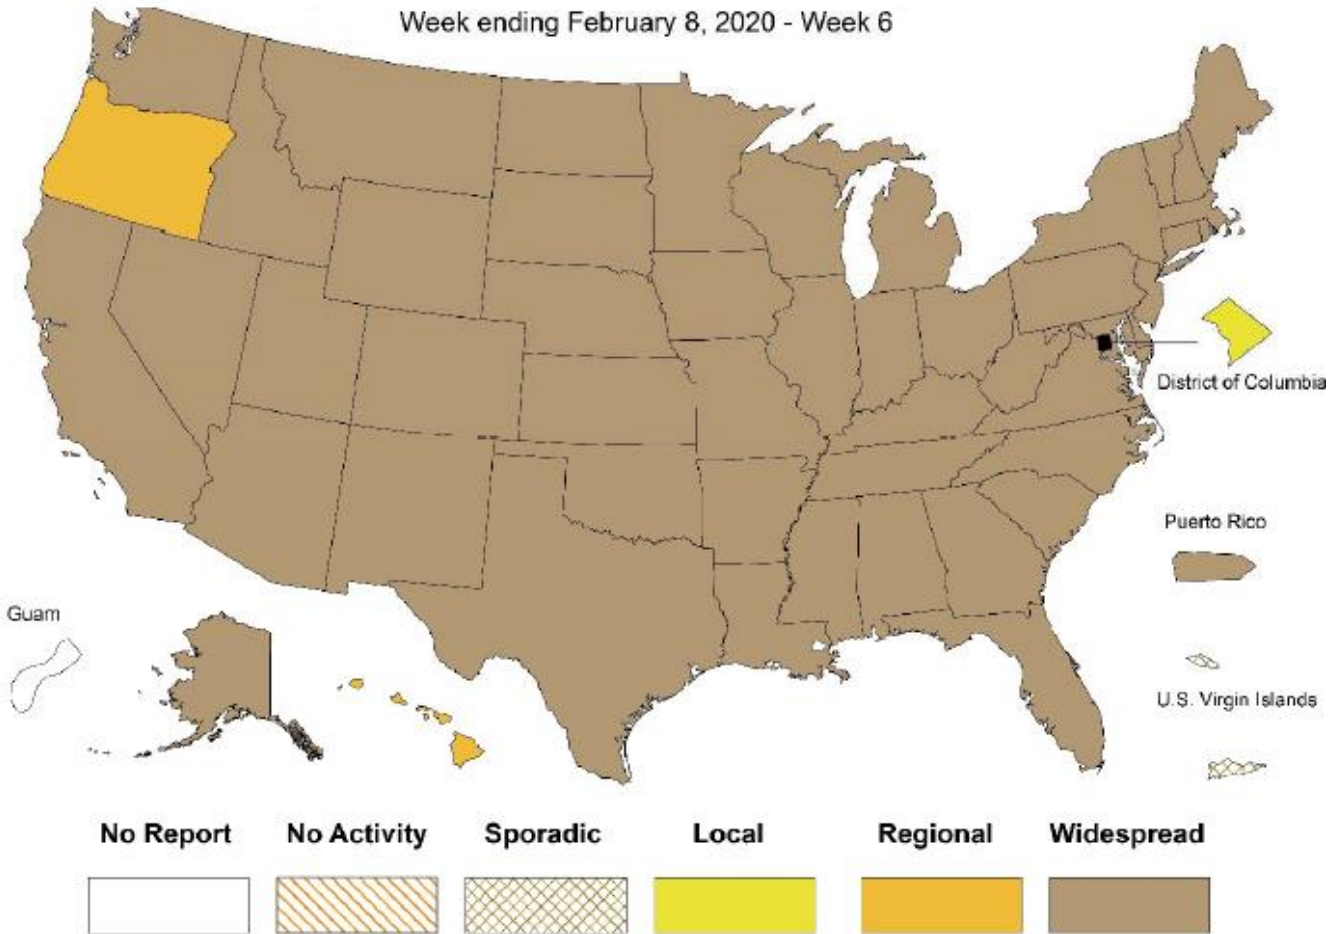 Week ending February 8, 2020 - Week 6
District of Columbia
Puerto Rico
Guam
U.S. Virgin Islands
No Report No Activity Sporadic Local Regional Widespread